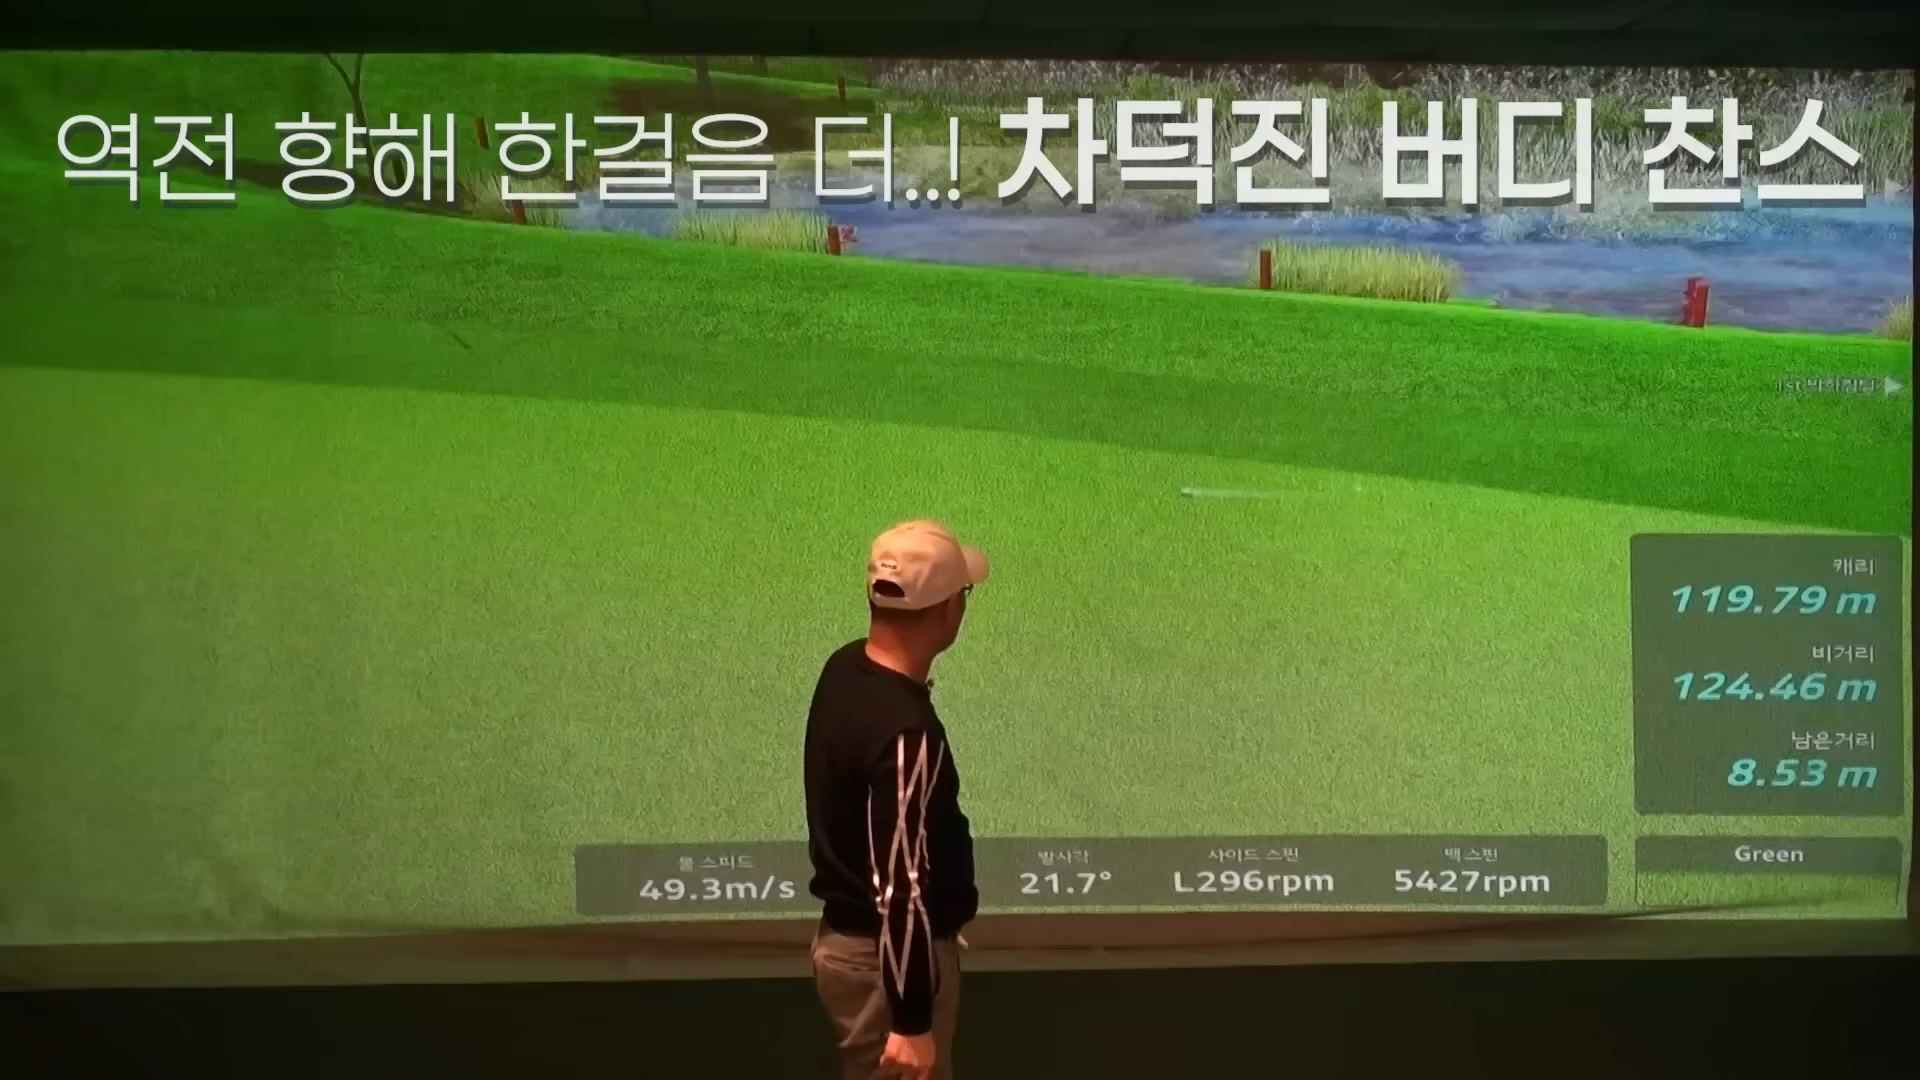 역전 향해 한걸음 더..! 차덕진 버디 찬스
캐리
119.79 m
비거리
124.46 m
남은거리
8.53 m
Green
볼 스피드
49.3m/s
발사각
21.7°
사이드 스핀
L296rpm
백 스핀
5427rpm